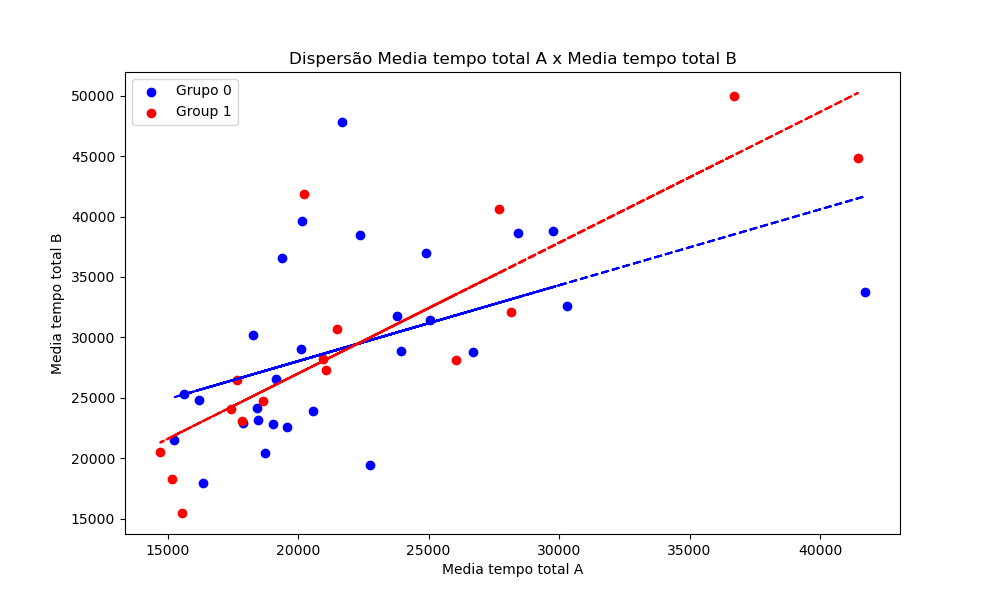 Dispersão Media tempo total A x Media tempo total B
Grupo 0
Group 1
50000
45000
40000
35000
30000
25000
20000
15000
Media tempo total B
15000
20000
25000
30000
35000
40000
Media tempo total A